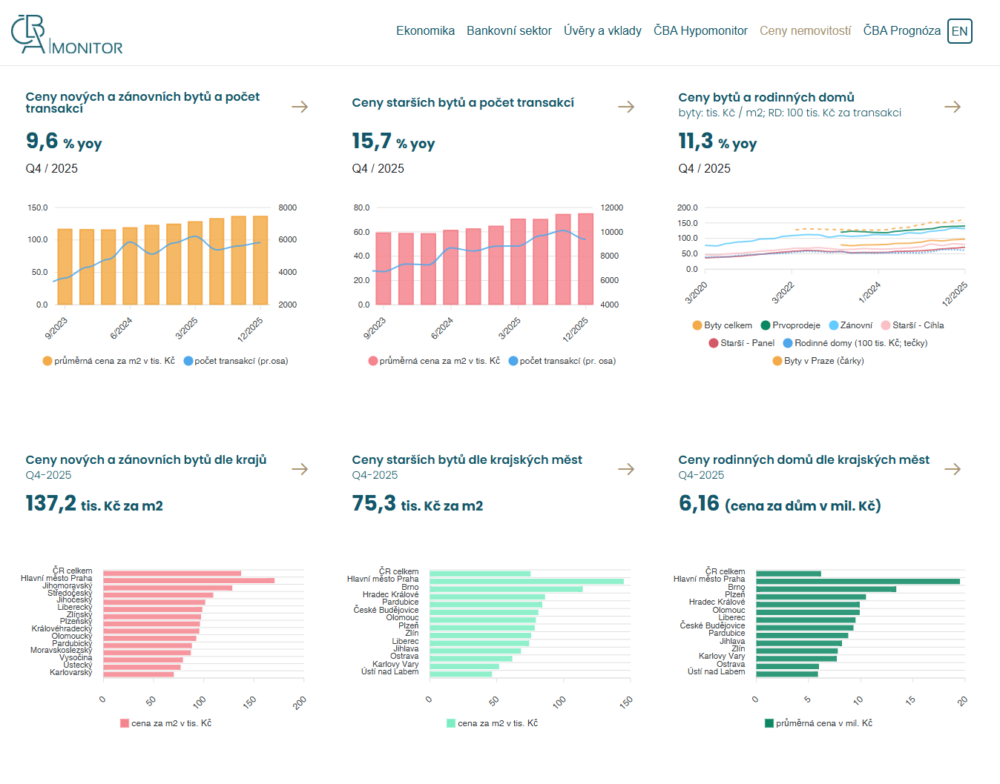 ČBA MONITOR
Ekonomika Bankovní sektor Úvěry a vklady ČBA Hypomonitor Ceny nemovitostí ČBA Prognóza EN
Ceny nových a zánovních bytů a počet
transakcí
9,6 % yoy
Q4 / 2025
150.0
100.0
50.0
0.0
8000
6000
4000
2000
9/2023
6/2024
3/2025
12/2025
průměrná cena za m2 v tis. Kč počet transakcí (pr.osa)
Ceny starších bytů a počet transakcí
15,7 % yoy
Q4 / 2025
80.0
60.0
40.0
20.0
0.0
12000
10000
8000
6000
4000
9/2023
6/2024
3/2025
12/2025
průměrná cena za m2 v tis. Kč počet transakcí (pr. osa)
Ceny bytů a rodinných domů
byty: tis. Kč / m2; RD: 100 tis. Kč za transakci
11,3 % yoy
Q4 / 2025
200.0
150.0
100.0
50.0
0.0
3/2020
3/2022
1/2024
12/2025
Byty celkem Prvoprodeje Zánovní Starší - Cihla
Starší - Panel Rodinné domy (100 tis. Kč; tečky)
Byty v Praze (čárky)
Ceny nových a zánovních bytů dle krajů
Q4-2025
137,2 tis. Kč za m2
ČR celkem
Hlavní město Praha
Jihomoravský
Středočeský
Jihočeský
Liberecký
Zlínský
Plzeňský
Královéhradecký
Olomoucký
Pardubický
Moravskoslezský
Vysočina
Ústecký
Karlovarský
0
50
100
150
200
cena za m2 v tis. Kč
Ceny starších bytů dle krajských měst
Q4-2025
75,3 tis. Kč za m2
ČR celkem
Hlavní město Praha
Brno
Hradec Králové
Pardubice
České Budějovice
Olomouc
Plzeň
Zlín
Liberec
Jihlava
Ostrava
Karlovy Vary
Ústí nad Labem
0
50
100
150
cena za m2 v tis. Kč
Ceny rodinných domů dle krajských měst
Q4-2025
6,16 (cena za dům v mil. Kč)
ČR celkem
Hlavní město Praha
Brno
Plzeň
Hradec Králové
Olomouc
Liberec
České Budějovice
Pardubice
Jihlava
Zlín
Karlovy Vary
Ostrava
Ústí nad Labem
0
5
10
15
20
průměrná cena v mil. Kč